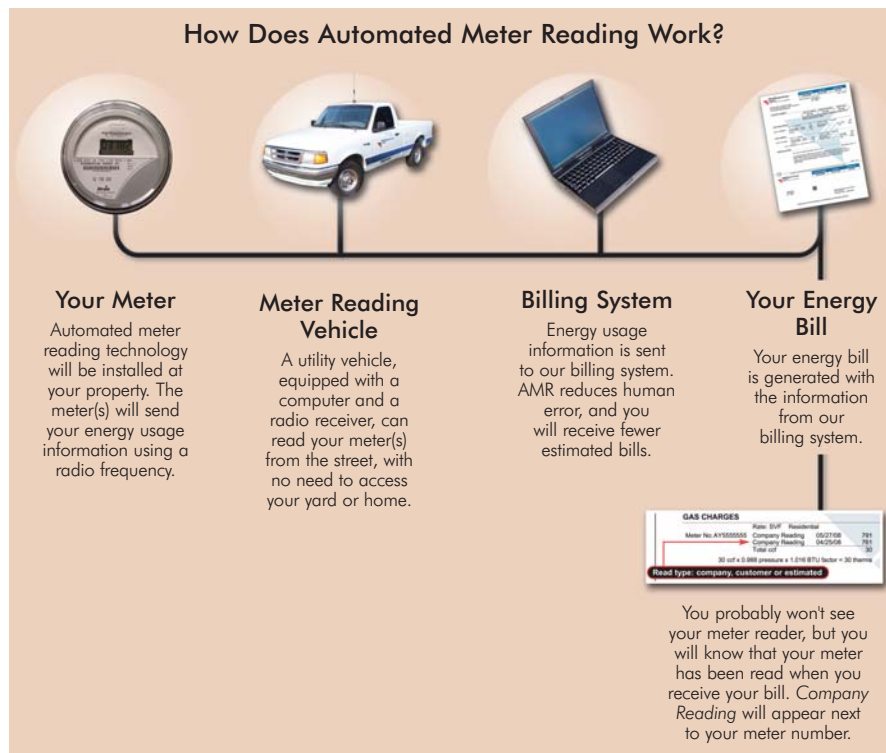 How Does Automated Meter Reading Work?
Your Meter
Automated meter
reading technology
will be installed at
your property. The
meter(s) will send
your energy usage
information using a
radio frequency.
Meter Reading
Vehicle
A utility vehicle,
equipped with a
computer and a
radio receiver, can
read your meter(s)
from the street, with
no need to access
your yard or home.
Billing System
Energy usage
information is sent
to our billing system.
AMR reduces human
error, and you
will receive fewer
estimated bills.
Your Energy
Bill
Your energy bill
is generated with
the information
from our
billing system.
GAS CHARGES
Rate: SVF Residential
Meter No.AY5555555 Company Reading 05/27/08 791
Company Reading 04/25/08 761
Total ccf 30
30 ccf x 0.988 pressure x 1.016 BTU factor = 30 therms
Read type: company, customer or estimated
You probably won't see
your meter reader, but you
will know that your meter
has been read when you
receive your bill. Company
Reading will appear next
to your meter number.